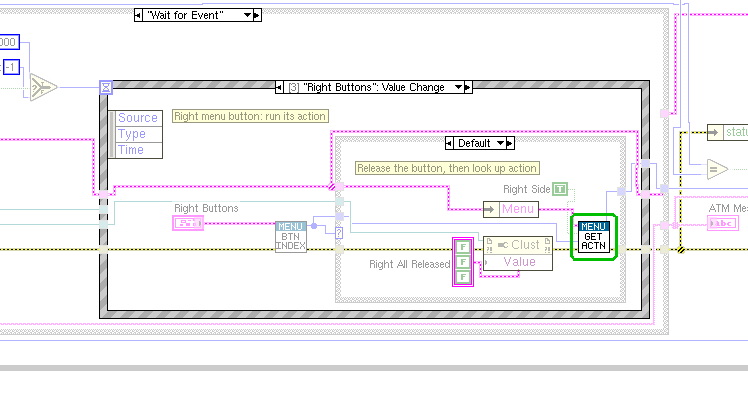 "Wait for Event"
000
-1
[3] "Right Buttons": Value Change
Source
Type
Time
Right menu button: run its action
Default
Release the button, then look up action
Right Side
T
Menu
Right Buttons
MENU
BTN
INDEX
?
Right All Released
F
F
F
Clust
Value
MENU
GET
ACTN
statu
=
ATM Me
abc